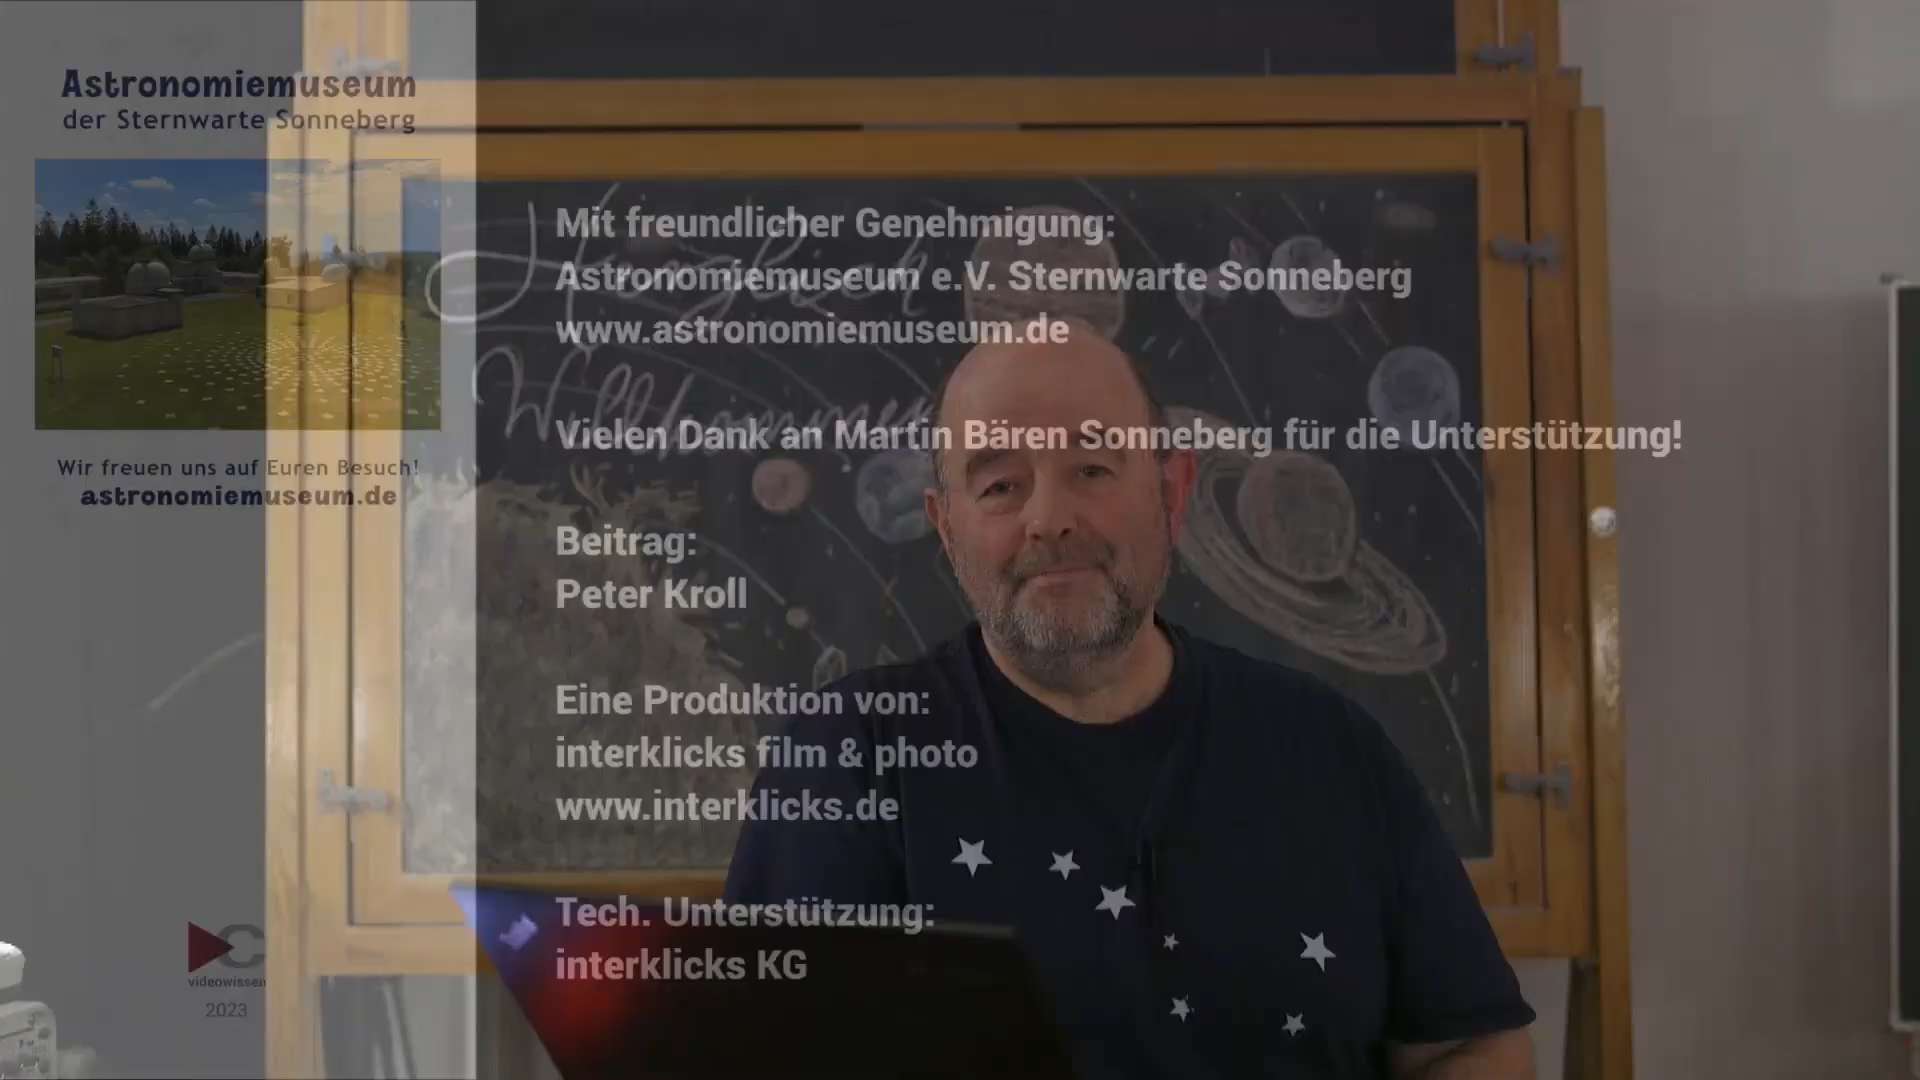 Astronomiemuseum
der Sternwarte Sonneberg
Wir freuen uns auf Euren Besuch!
astronomiemuseum.de
videowissen
2023
Herzlich
Willkommen
Mit freundlicher Genehmigung:
Astronomiemuseum e.V. Sternwarte Sonneberg
www.astronomiemuseum.de
Vielen Dank an Martin Bären Sonneberg für die Unterstützung!
Beitrag:
Peter Kroll
Eine Produktion von:
interklicks film & photo
www.interklicks.de
Tech. Unterstützung:
interklicks KG